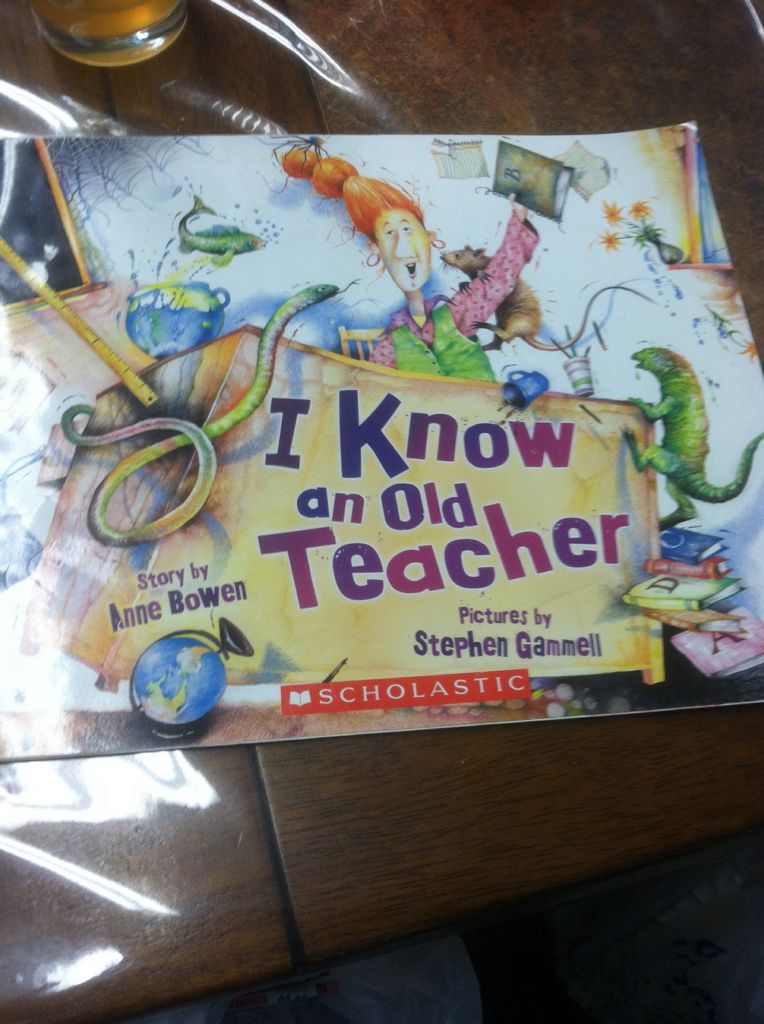 I Know
an Old
Teacher
Story by
Anne Bowen
Pictures by
Stephen Gammell
SCHOLASTIC
B
D
A